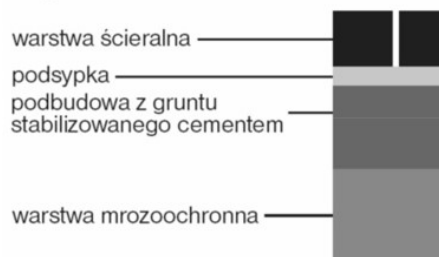 warstwa ścieralna
podsypka
podbudowa z gruntu
stabilizowanego cementem
warstwa mrozoochronna